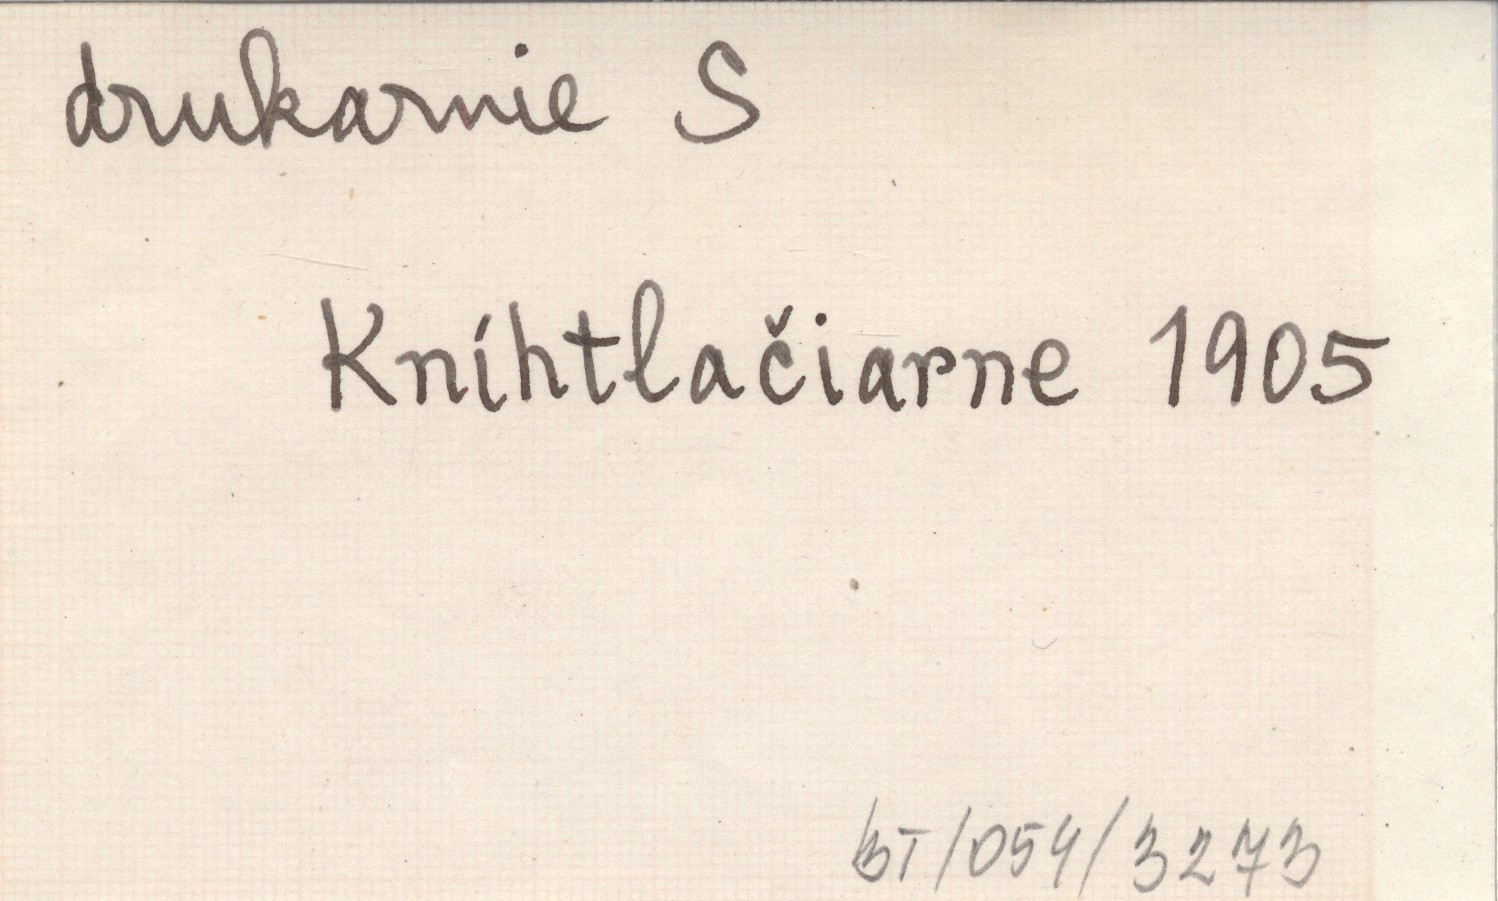 drukarnie S
Kníhtlačiarne 1905
BT/054/3273